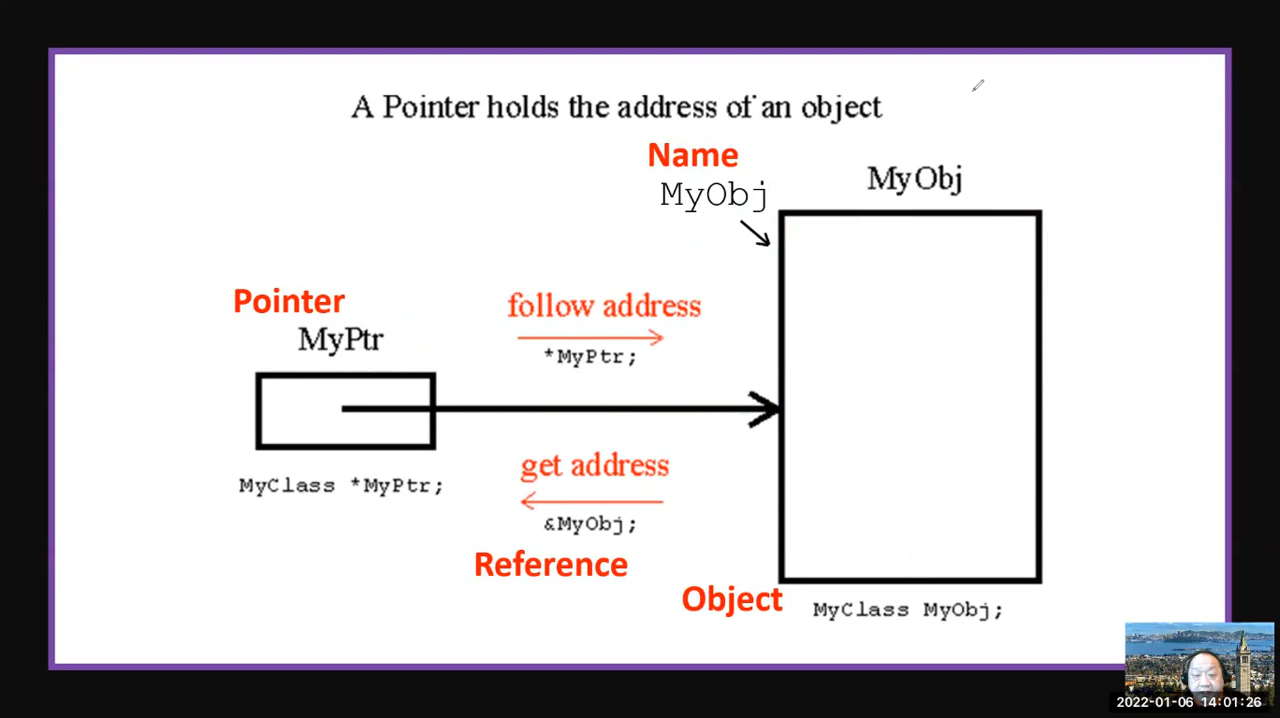 A Pointer holds the address of an object
Name
MyObj
MyObj
Pointer
MyPtr
follow address
*MyPtr;
get address
&MyObj;
MyClass *MyPtr;
Reference
Object
MyClass MyObj;
2022-01-06 14:01:26